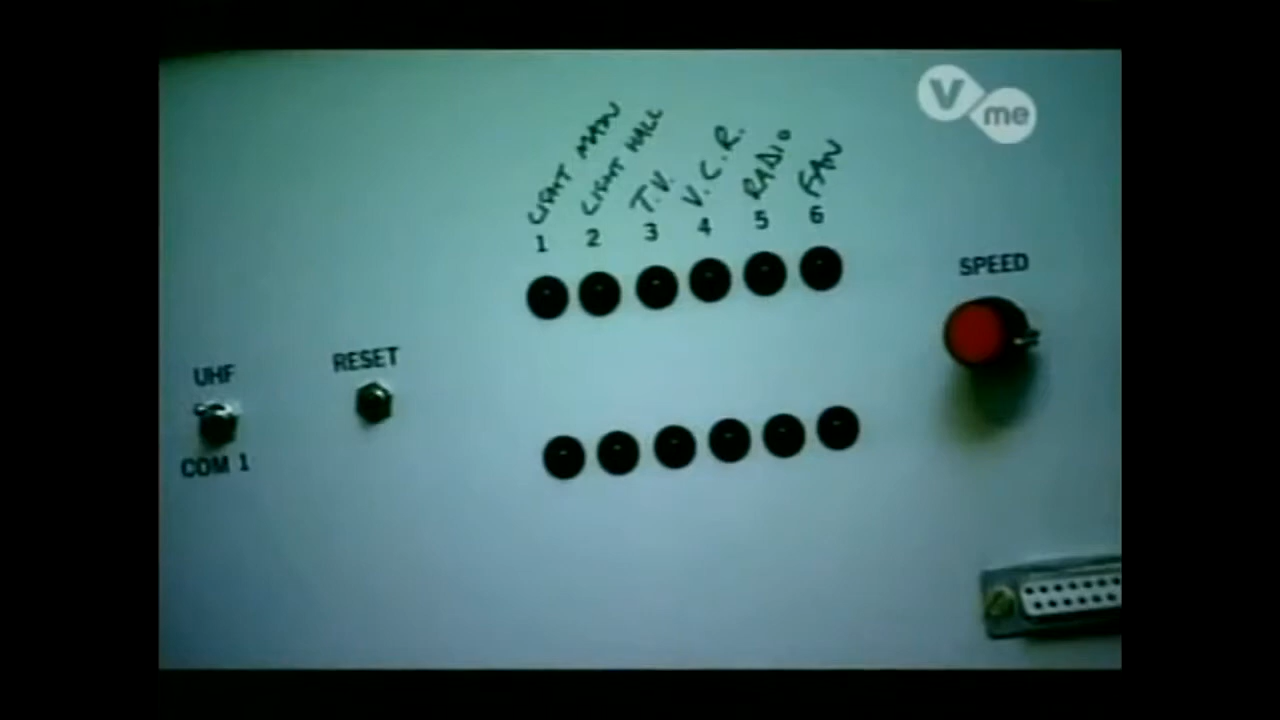 V me
LIGHT MAIN
LIGHT HALL
T.V.
V.C.R.
RADIO
FAN
1 2 3 4 5 6
SPEED
RESET
UHF
COM 1